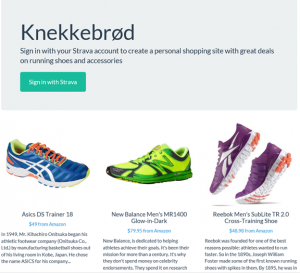 Knekkebrød
Sign in with your Strava account to create a personal shopping site with great deals
on running shoes and accessories
Sign in with Strava
Asics DS Trainer 18
$49 from Amazon
In 1949, Mr. Kihachiro Onitsuka began his
athletic footwear company (Onitsuka Co.,
Ltd.) by manufacturing basketball shoes out
of his living room in Kobe, Japan. He chose
the name ASICS for his company...
New Balance Men's MR1400
Glow-in-Dark
$79.95 from Amazon
New Balance, is dedicated to helping
athletes achieve their goals. It's been their
mission for more than a century. It's why
they don't spend money on celebrity
endorsements. They spend it on research
Reebok Men's SubLite TR 2.0
Cross-Training Shoe
$48.98 from Amazon
Reebok was founded for one of the best
reasons possible: athletes wanted to run
faster. So in the 1890s, Joseph William
Foster made some of the first known running
shoes with spikes in them. By